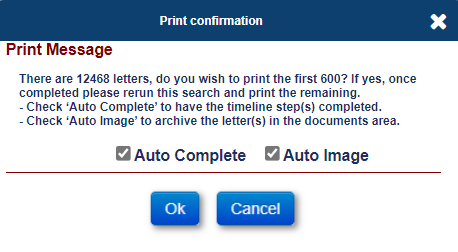 Print confirmation
Print Message
There are 12468 letters, do you wish to print the first 600? If yes, once
completed please rerun this search and print the remaining.
- Check ‘Auto Complete’ to have the timeline step(s) completed.
- Check ‘Auto Image’ to archive the letter(s) in the documents area.
Auto Complete Auto Image
Ok Cancel